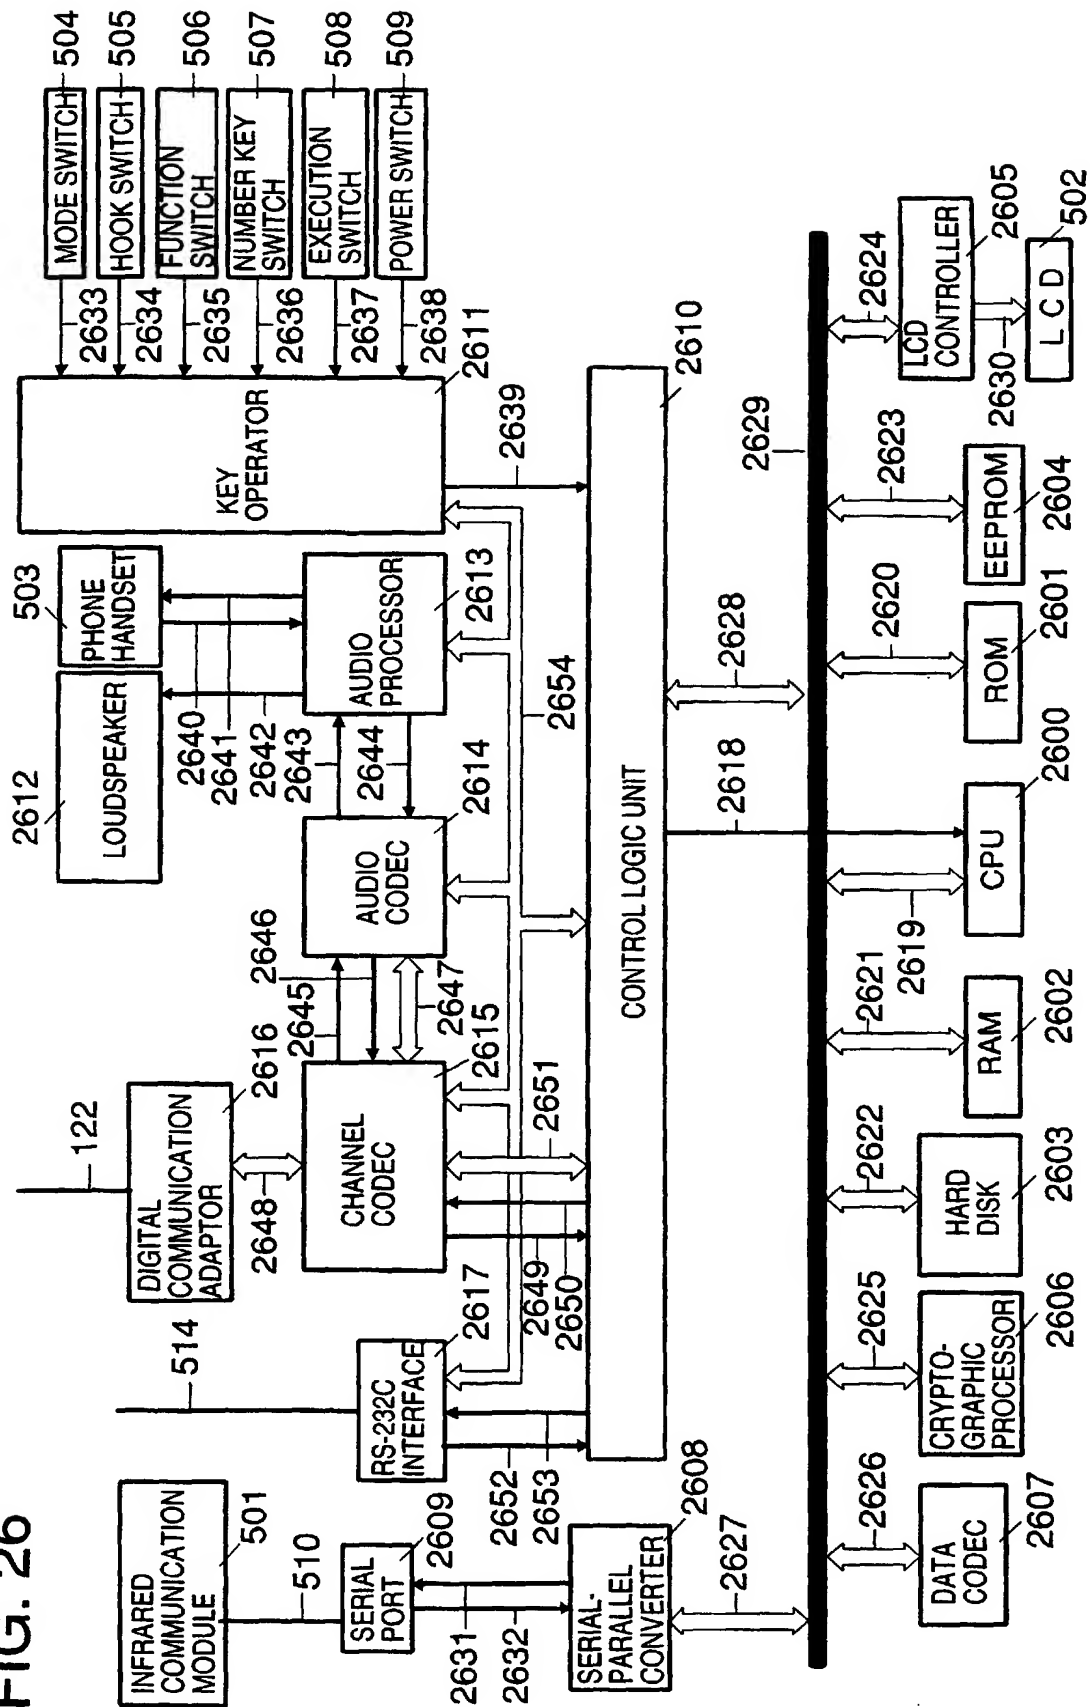 FIG. 26
INFRARED
COMMUNICATION
MODULE
501
510
SERIAL
PORT
2609
2631
2632
SERIAL-
PARALLEL
CONVERTER
2608
2627
514
RS-232C
INTERFACE
2617
2652
2653
122
DIGITAL
COMMUNICATION
ADAPTOR
2616
2648
CHANNEL
CODEC
2615
2649
2650
2651
2645
2646
2647
AUDIO
CODEC
2614
2612
LOUDSPEAKER
503
PHONE
HANDSET
2640
2641
2642
2643
2644
AUDIO
PROCESSOR
2613
2654
KEY
OPERATOR
2611
2639
MODE SWITCH
504
HOOK SWITCH
505
FUNCTION
SWITCH
506
NUMBER KEY
SWITCH
507
EXECUTION
SWITCH
508
POWER SWITCH
509
2633
2634
2635
2636
2637
2638
CONTROL LOGIC UNIT
2610
2618
2628
2629
2626
DATA
CODEC
2607
2625
CRYPTO-
GRAPHIC
PROCESSOR
2606
2622
HARD
DISK
2603
2621
RAM
2602
2619
CPU
2600
2620
ROM
2601
2623
EEPROM
2604
2624
LCD
CONTROLLER
2605
2630
LCD
502